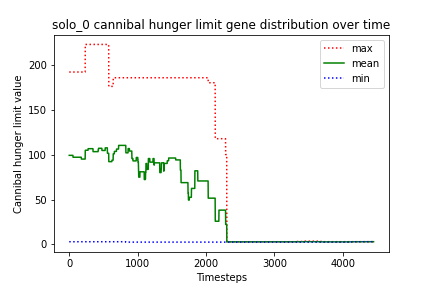 solo_0 cannibal hunger limit gene distribution over time
max
mean
min
Cannibal hunger limit value
200
150
100
50
0
0
1000
2000
3000
4000
Timesteps